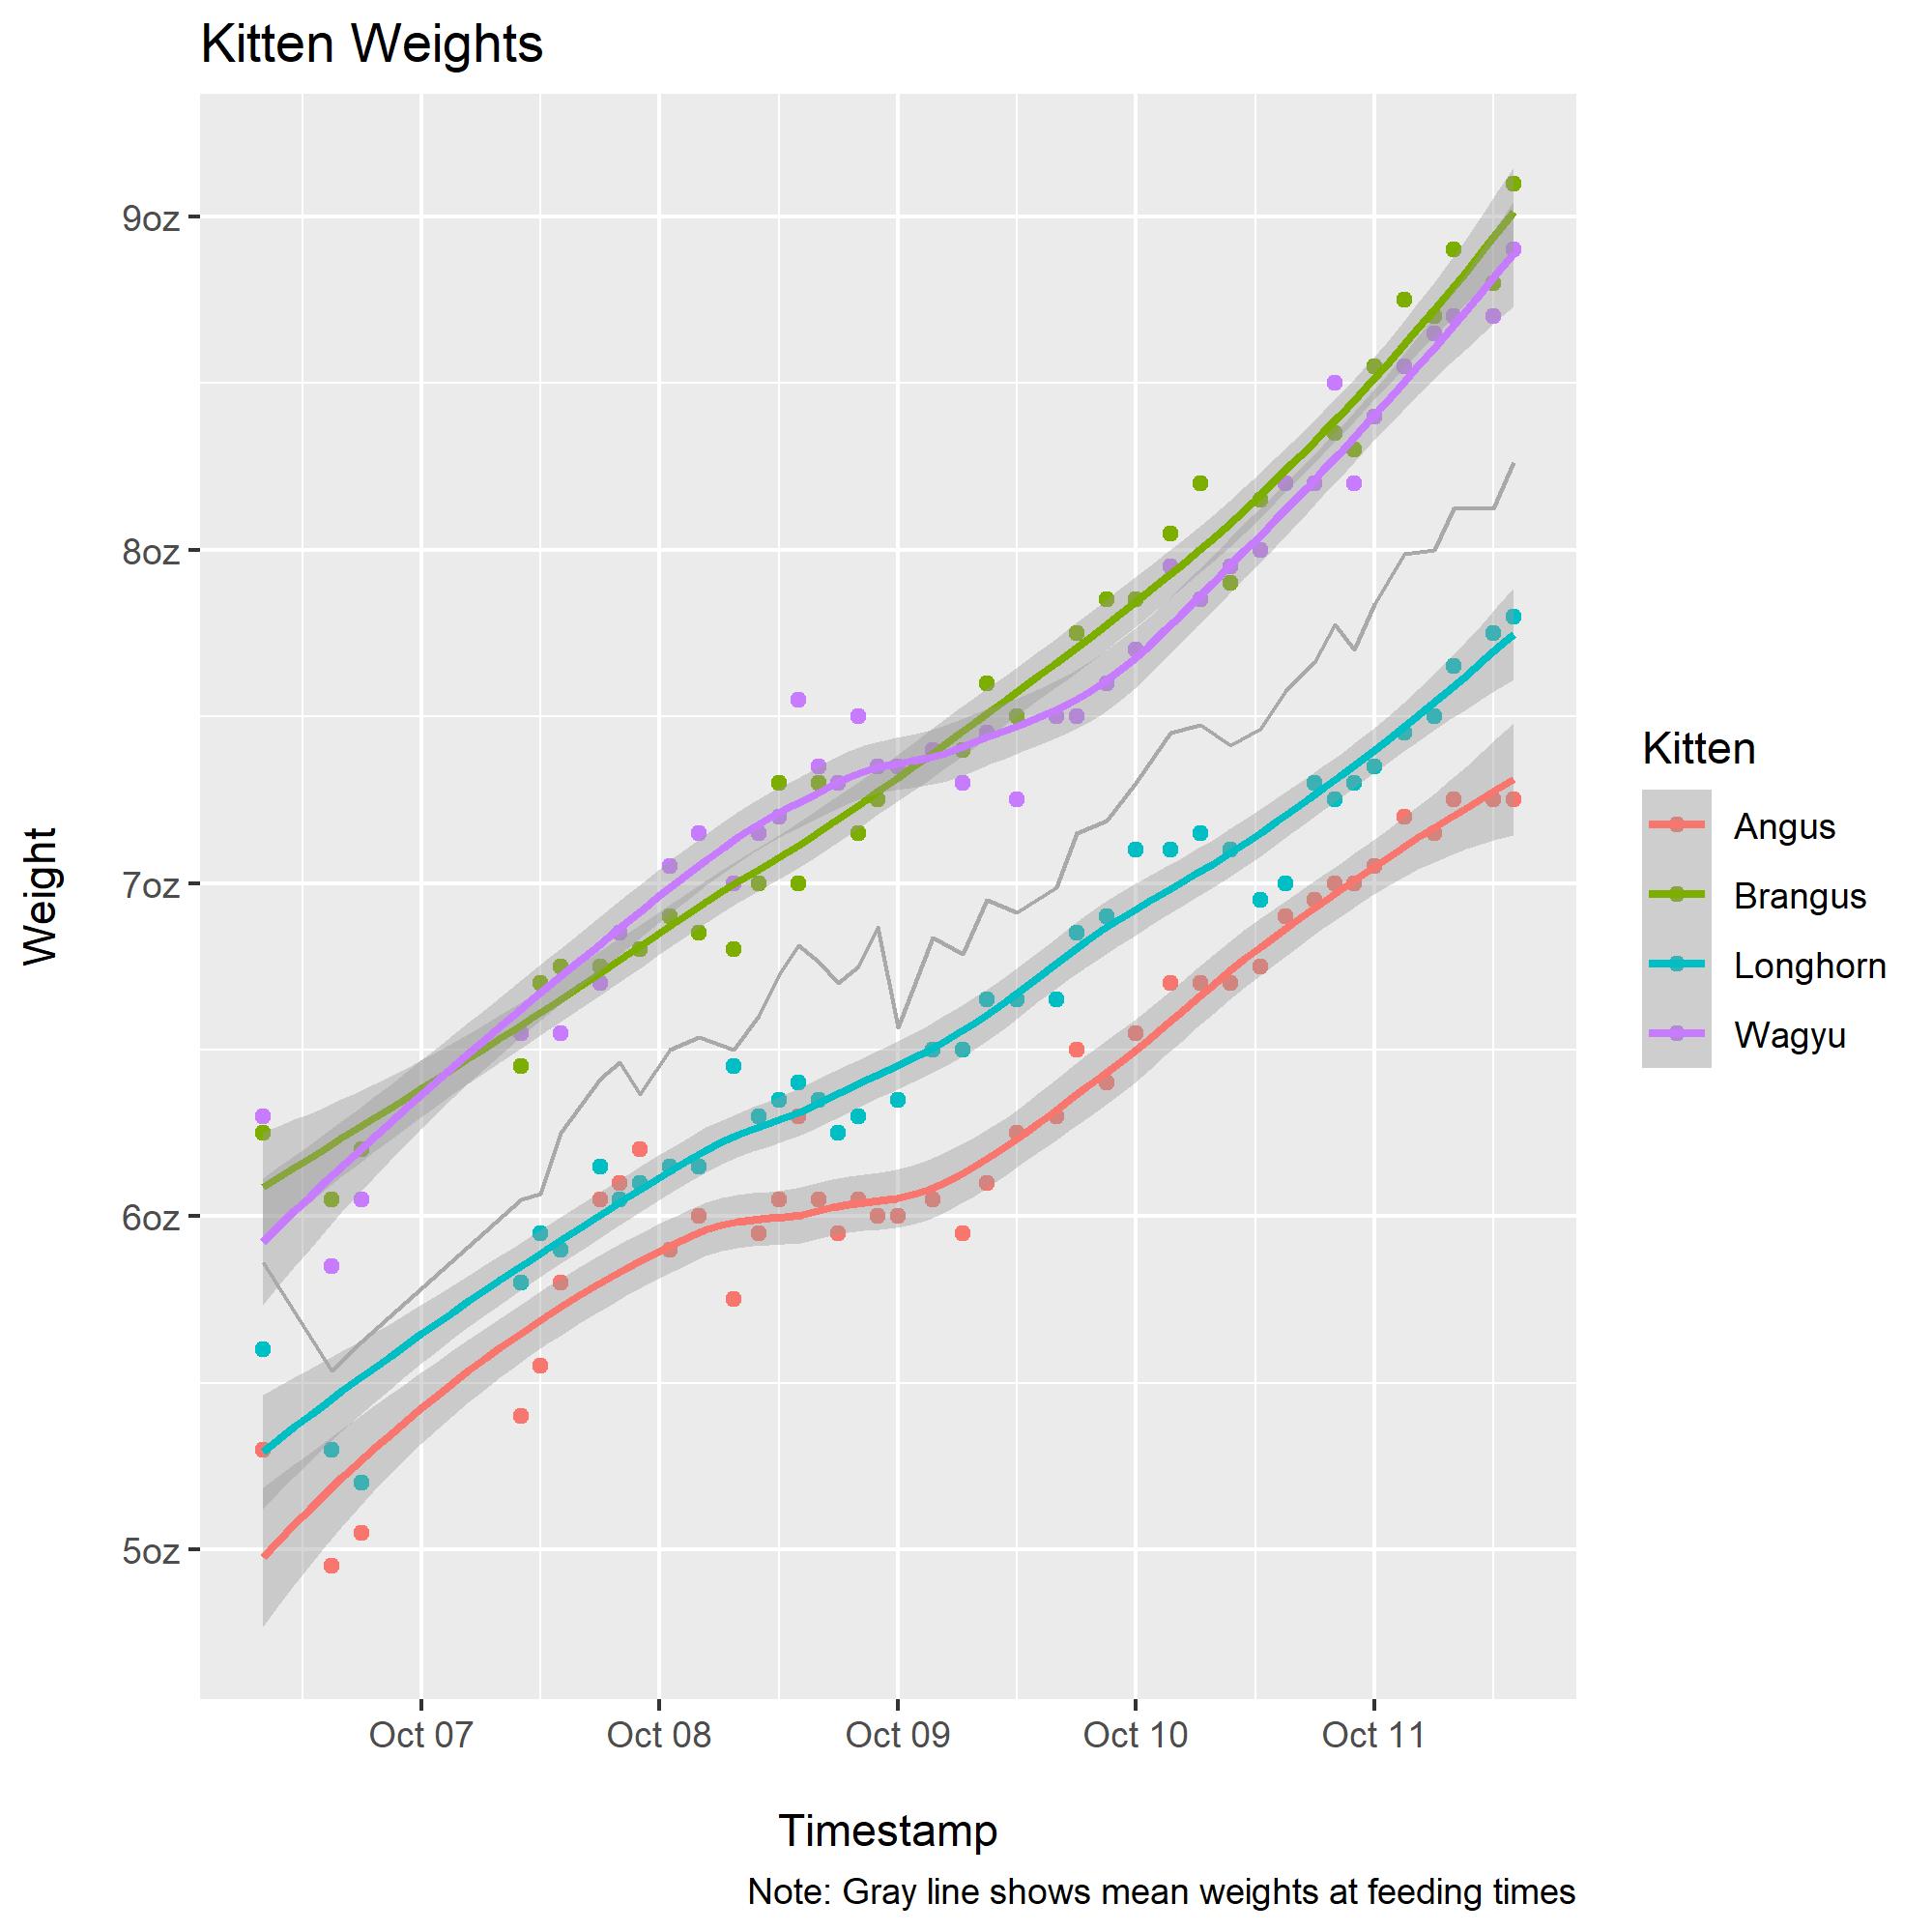 Kitten Weights
9oz
8oz
7oz
6oz
5oz
Weight
Oct 07
Oct 08
Oct 09
Oct 10
Oct 11
Timestamp
Note: Gray line shows mean weights at feeding times
Kitten
Angus
Brangus
Longhorn
Wagyu